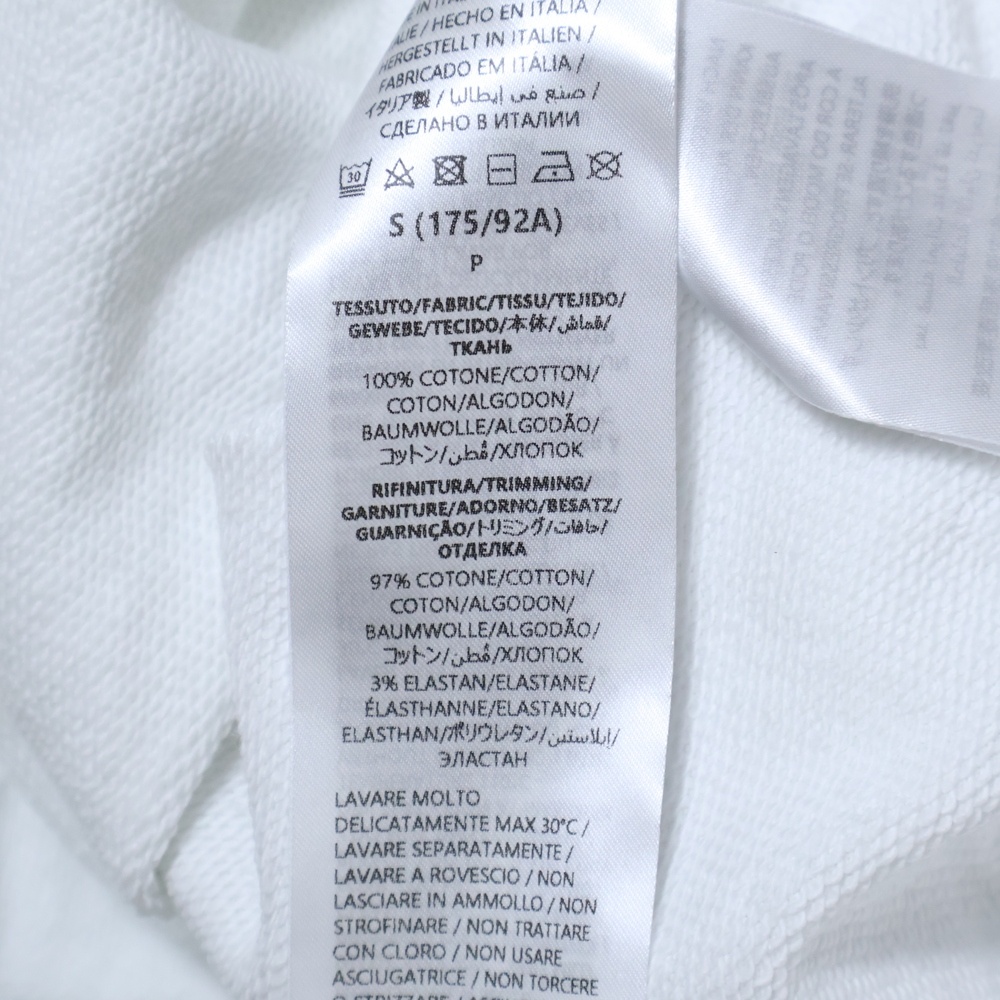 ALIE / HECHO EN ITALIA /
HERGESTELLT IN ITALIEN /
FABRICADO EM ITÁLIA /
イタリア製 / صنع في إيطاليا /
СДЕЛАНО В ИТАЛИИ
30
S (175/92A)
P
TESSUTO/FABRIC/TISSU/TEJIDO/
GEWEBE/TECIDO/本体/قماش/
ТКАНЬ
100% COTONE/COTTON/
COTON/ALGODON/
BAUMWOLLE/ALGODÃO/
コットン/قُطن/ХЛОПОК
RIFINITURA/TRIMMING/
GARNITURE/ADORNO/BESATZ/
GUARNIÇÃO/トリミング/حافات/
ОТДЕЛКА
97% COTONE/COTTON/
COTON/ALGODON/
BAUMWOLLE/ALGODÃO/
コットン/قُطن/ХЛОПОК
3% ELASTAN/ELASTANE/
ÉLASTHANNE/ELASTANO/
ELASTHAN/ポリウレタン/إيلاستين/
ЭЛАСТАН
LAVARE MOLTO
DELICATAMENTE MAX 30°C /
LAVARE SEPARATAMENTE /
LAVARE A ROVESCIO / NON
LASCIARE IN AMMOLLO / NON
STROFINARE / NON TRATTARE
CON CLORO / NON USARE
ASCIUGATRICE / NON TORCERE
O STRIZZARE